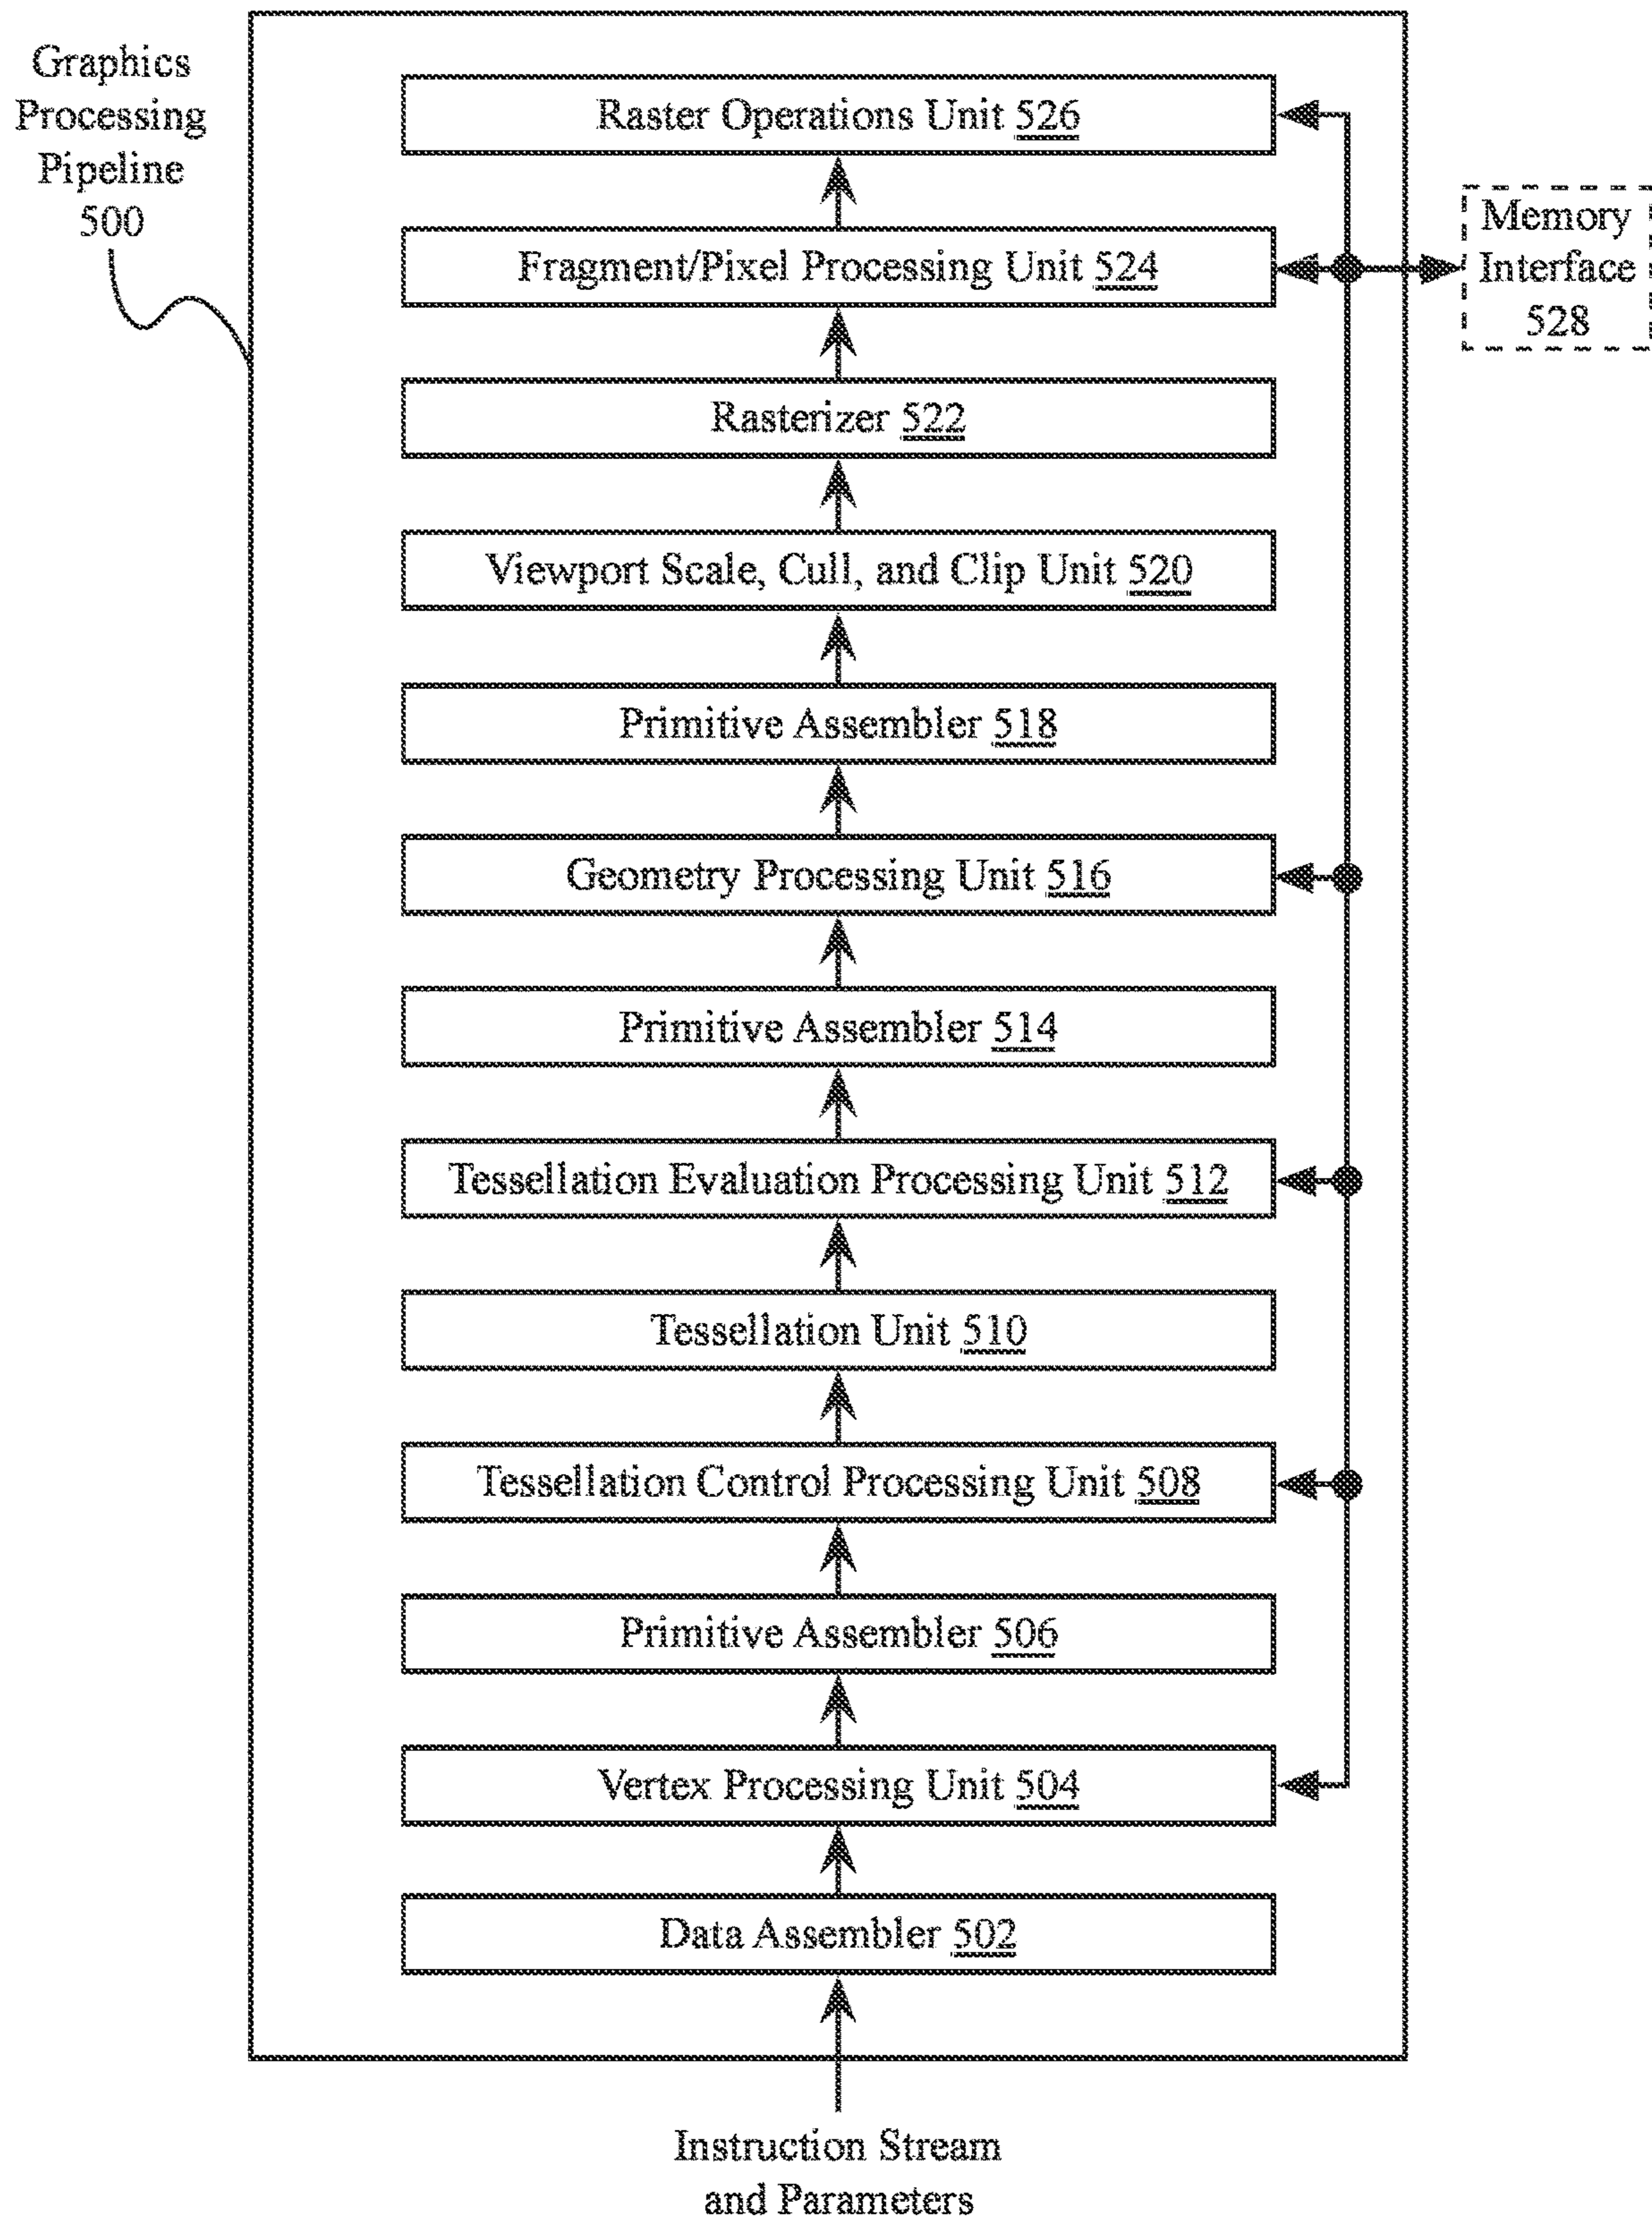 Graphics
Processing
Pipeline
500
Raster Operations Unit 526
Fragment/Pixel Processing Unit 524
Memory
Interface
528
Rasterizer 522
Viewport Scale, Cull, and Clip Unit 520
Primitive Assembler 518
Geometry Processing Unit 516
Primitive Assembler 514
Tessellation Evaluation Processing Unit 512
Tessellation Unit 510
Tessellation Control Processing Unit 508
Primitive Assembler 506
Vertex Processing Unit 504
Data Assembler 502
Instruction Stream
and Parameters